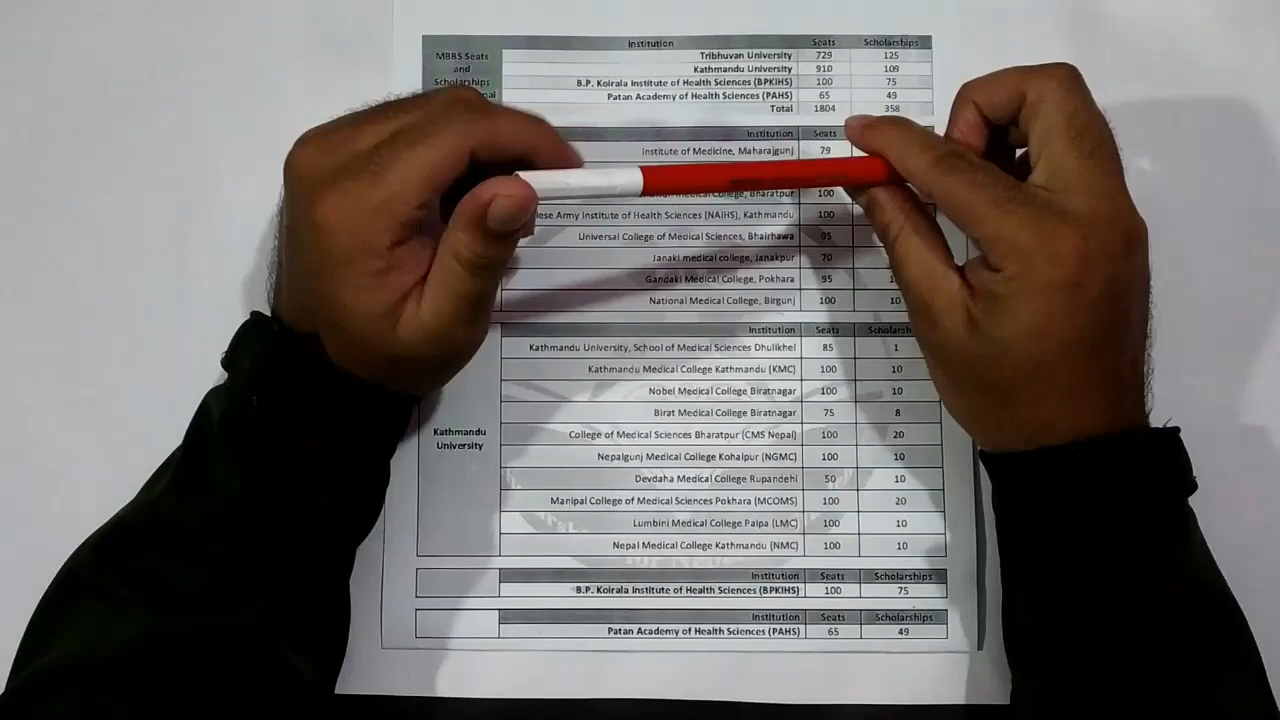 Institution Seats Scholarships
MBBS Seats and Scholarships
Tribhuvan University 729 125
Kathmandu University 910 109
B.P. Koirala Institute of Health Sciences (BPKIHS) 100 75
Patan Academy of Health Sciences (PAHS) 65 49
Total 1804 358
Institution Seats
Institute of Medicine, Maharajgunj 79
College, Bharatpur 100
Army Institute of Health Sciences (NAIHS), Kathmandu 100
Universal College of Medical Sciences, Bhairhawa 95
Janaki medical college, Janakpur 70
Gandaki Medical College, Pokhara 95
National Medical College, Birgunj 100 10
Institution Seats
Kathmandu University
Kathmandu University, School of Medical Sciences Dhulikhel 85 1
Kathmandu Medical College Kathmandu (KMC) 100 10
Nobel Medical College Biratnagar 100 10
Birat Medical College Biratnagar 75 8
College of Medical Sciences Bharatpur (CMS Nepal) 100 20
Nepalgunj Medical College Kohalpur (NGMC) 100 10
Devdaha Medical College Rupandehi 50 10
Manipal College of Medical Sciences Pokhara (MCOMS) 100 20
Lumbini Medical College Palpa (LMC) 100 10
Nepal Medical College Kathmandu (NMC) 100 10
Institution Seats Scholarships
B.P. Koirala Institute of Health Sciences (BPKIHS) 100 75
Institution Seats Scholarships
Patan Academy of Health Sciences (PAHS) 65 49